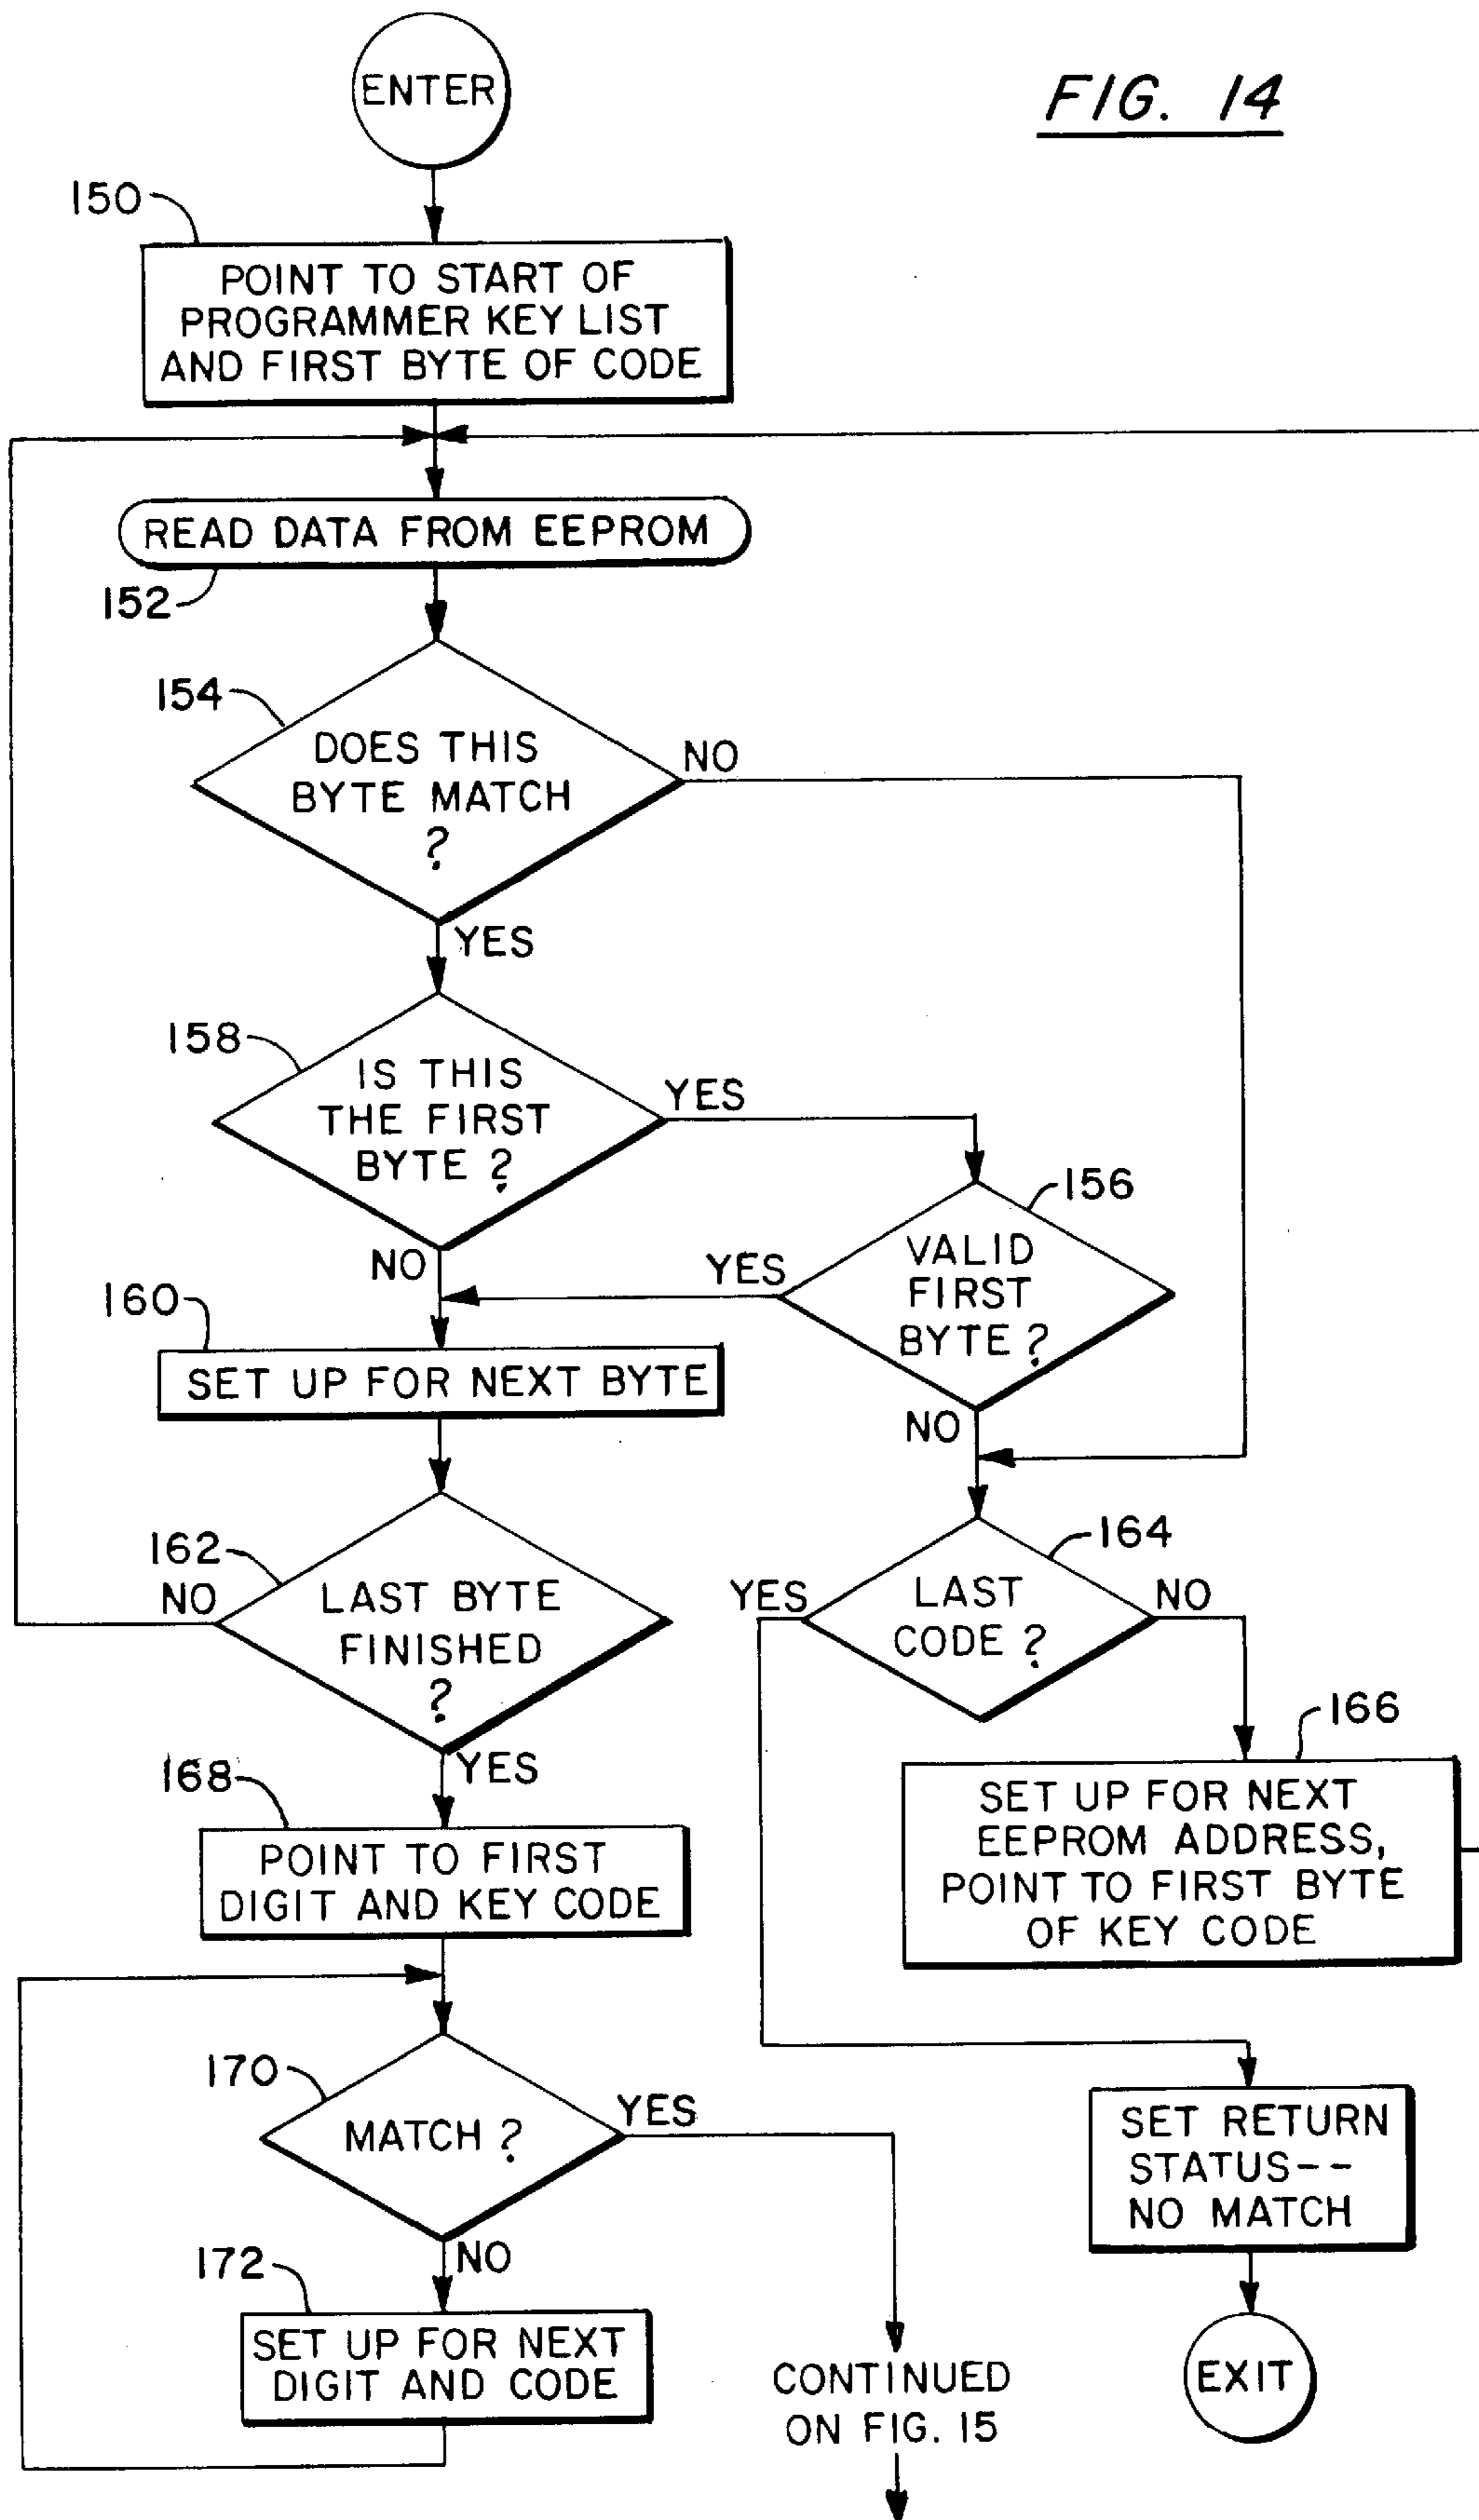 ENTER
FIG. 14
150
POINT TO START OF
PROGRAMMER KEY LIST
AND FIRST BYTE OF CODE
READ DATA FROM EEPROM
152
154
DOES THIS
BYTE MATCH
?
NO
YES
158
IS THIS
THE FIRST
BYTE ?
YES
NO
156
VALID
FIRST
BYTE ?
YES
NO
160
SET UP FOR NEXT BYTE
162
LAST BYTE
FINISHED
?
NO
YES
164
LAST
CODE ?
YES
NO
166
SET UP FOR NEXT
EEPROM ADDRESS,
POINT TO FIRST BYTE
OF KEY CODE
168
POINT TO FIRST
DIGIT AND KEY CODE
170
MATCH ?
YES
NO
SET RETURN
STATUS--
NO MATCH
172
SET UP FOR NEXT
DIGIT AND CODE
CONTINUED
ON FIG. 15
EXIT